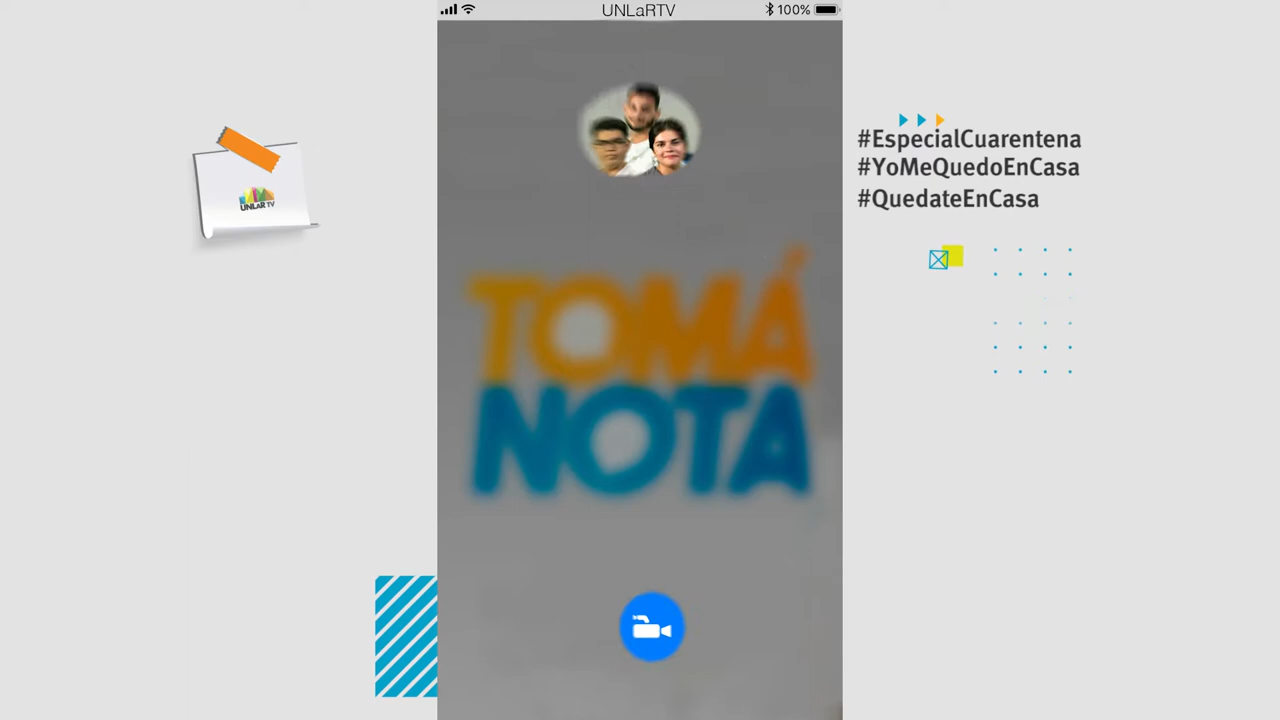 UNLaRTV
100%
UNLaR TV
#EspecialCuarentena
#YoMeQuedoEnCasa
#QuedateEnCasa
TOMÁ
NOTA